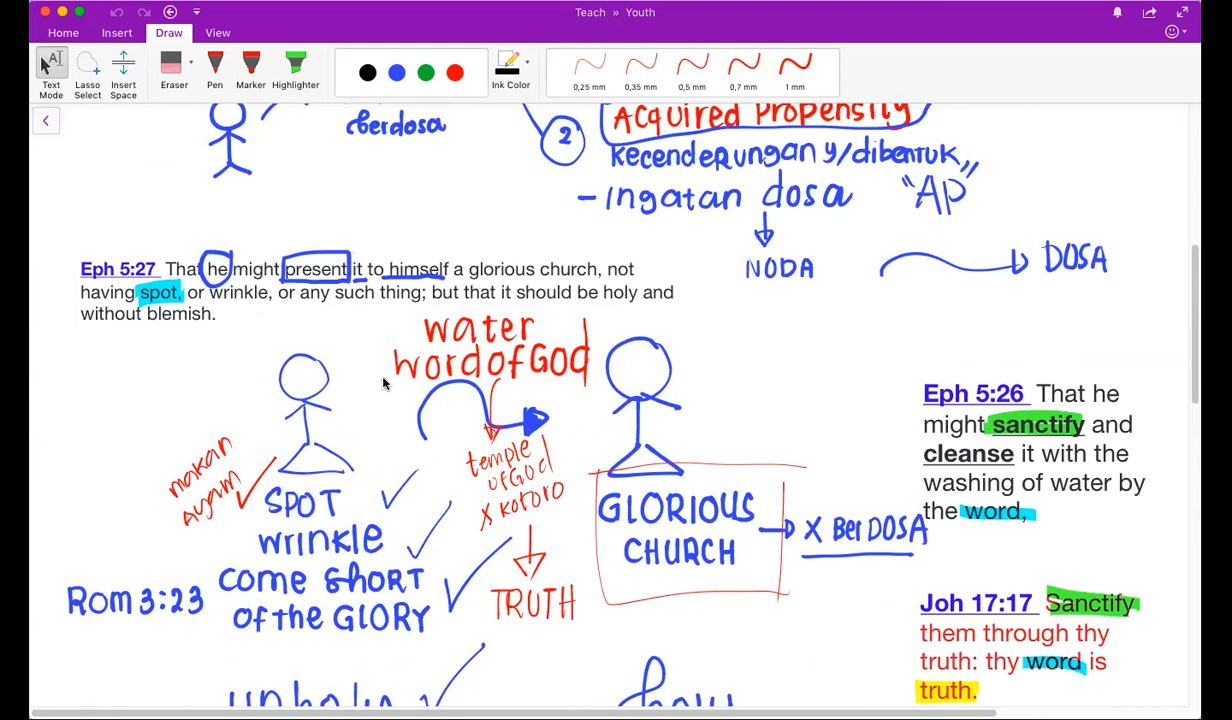 Teach » Youth
Home Insert Draw View
Text Mode
Lasso Select
Insert Space
Eraser
Pen
Marker
Highlighter
Ink Color
0,25 mm
0,35 mm
0,5 mm
0,7 mm
1 mm
berdosa
2
Acquired Propensity
kecenderungan y/dibentuk
- Ingatan dosa
"AP"
NODA
DOSA
Eph 5:27 That he might present it to himself a glorious church, not
having spot, or wrinkle, or any such thing; but that it should be holy and
without blemish.
water
word of GOd
makan
Ayam
SPOT
wrinkle
come SHORT
of the GLORY
Rom 3:23
temple
of GOd
x kotoro
TRUTH
GLORIOUS
CHURCH
X BerDOSA
Eph 5:26 That he
might sanctify and
cleanse it with the
washing of water by
the word,
Joh 17:17 Sanctify
them through thy
truth: thy word is
truth.